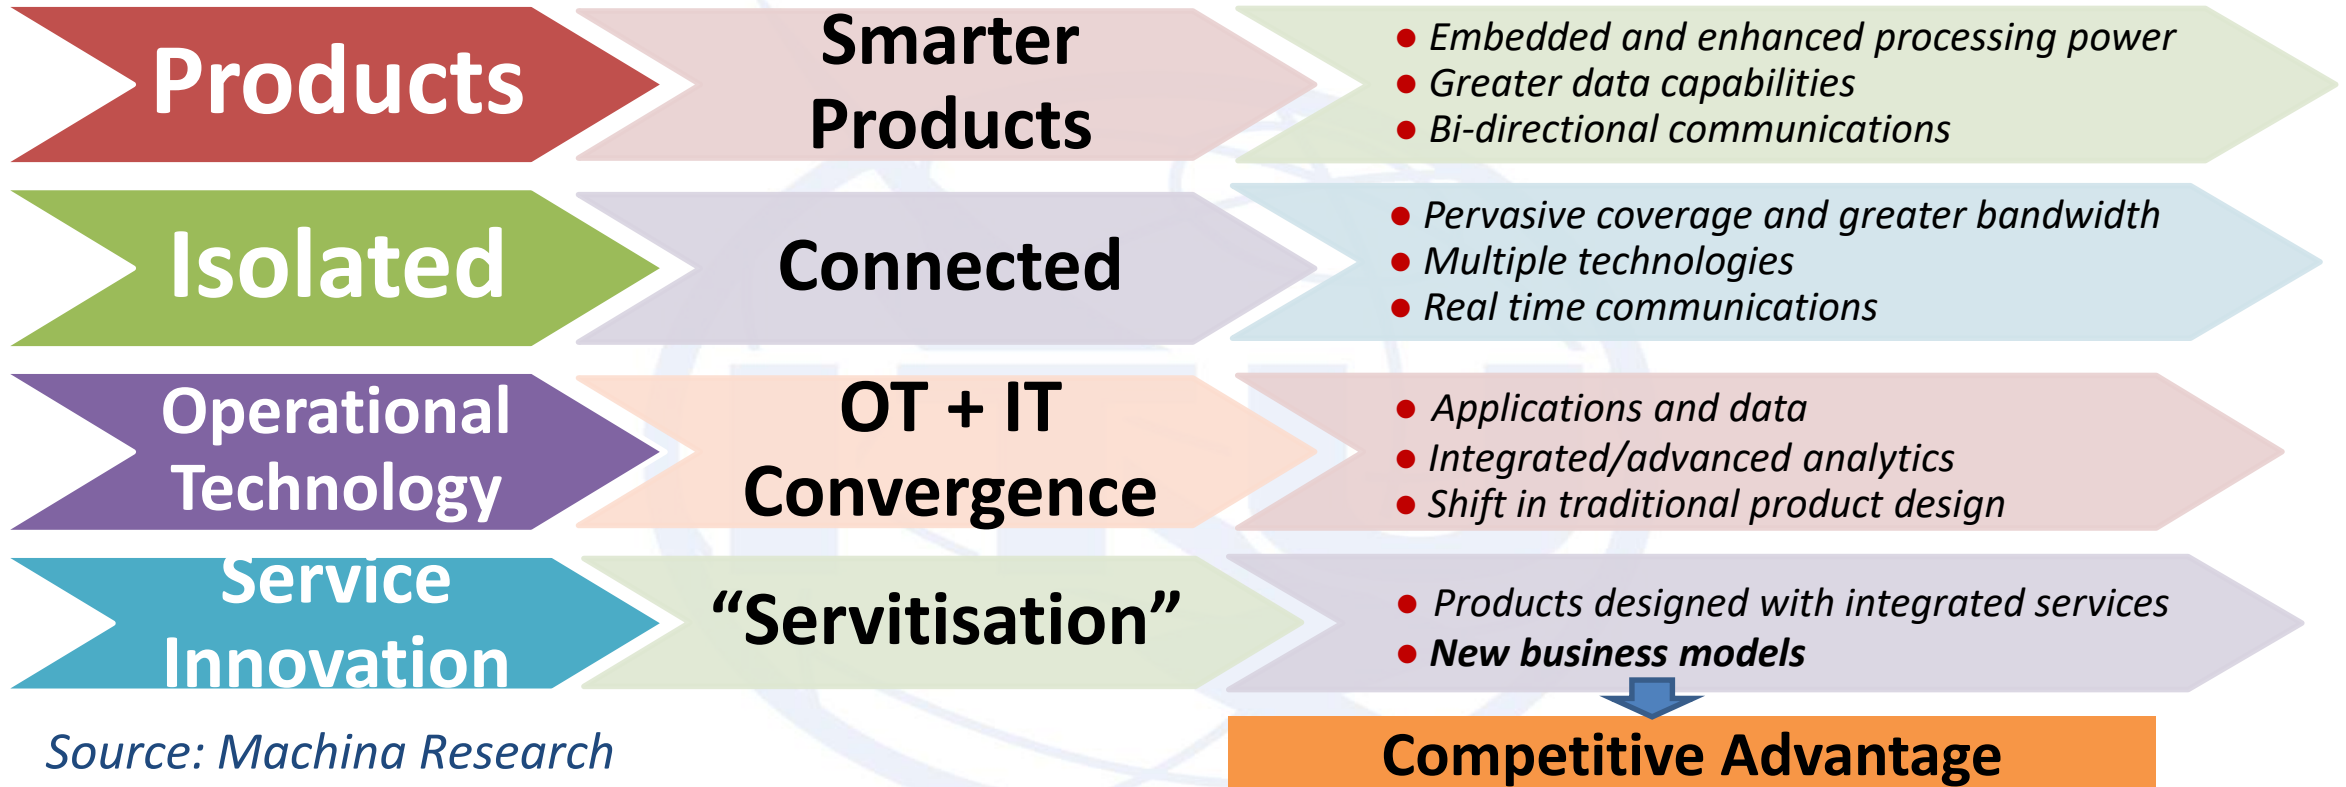 Products
Smarter
Products
● Embedded and enhanced processing power
● Greater data capabilities
● Bi-directional communications
Isolated
Connected
● Pervasive coverage and greater bandwidth
● Multiple technologies
● Real time communications
Operational
Technology
OT + IT
Convergence
● Applications and data
● Integrated/advanced analytics
● Shift in traditional product design
Service
Innovation
“Servitisation”
● Products designed with integrated services
● New business models
Source: Machina Research
Competitive Advantage
ITU